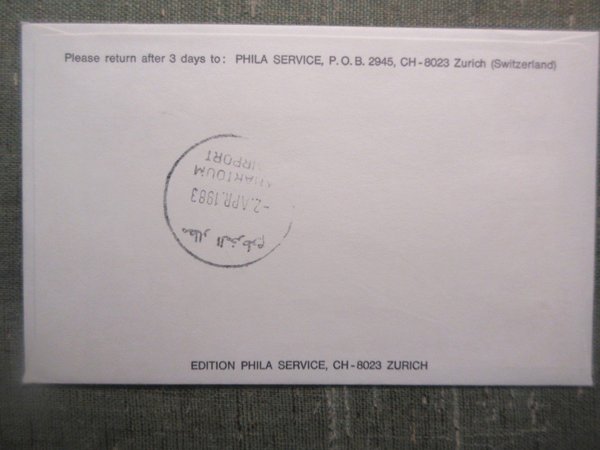 Please return after 3 days to: PHILA SERVICE, P.O.B. 2945, CH-8023 Zurich (Switzerland)
مطار الخرطوم
-2.APR.1983
KHARTOUM
AIRPORT
EDITION PHILA SERVICE, CH-8023 ZURICH